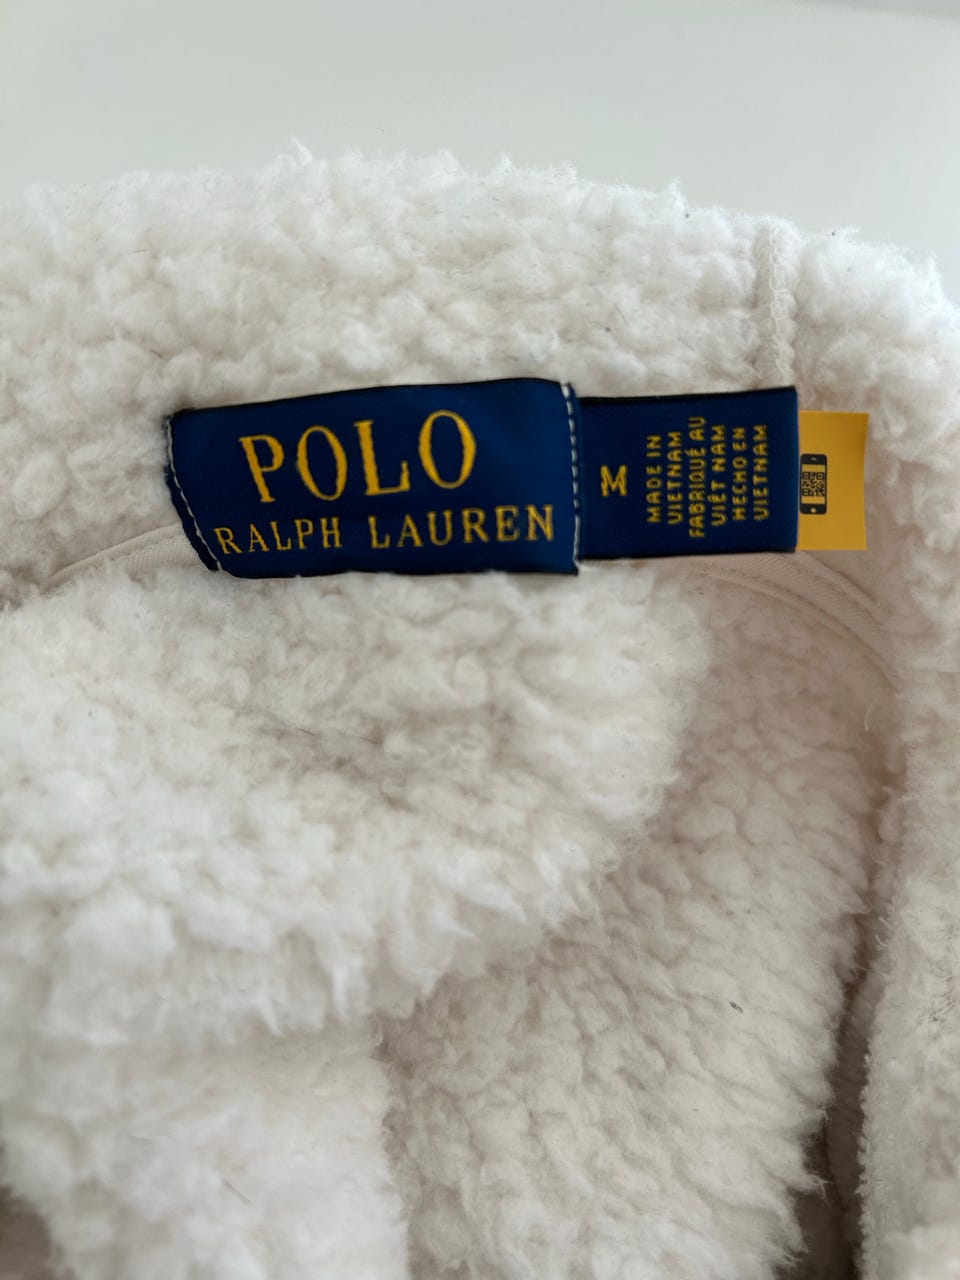 POLO
RALPH LAUREN
M
MADE IN
VIETNAM
FABRIQUÉ AU
VIÊT NAM
HECHO EN
VIETNAM